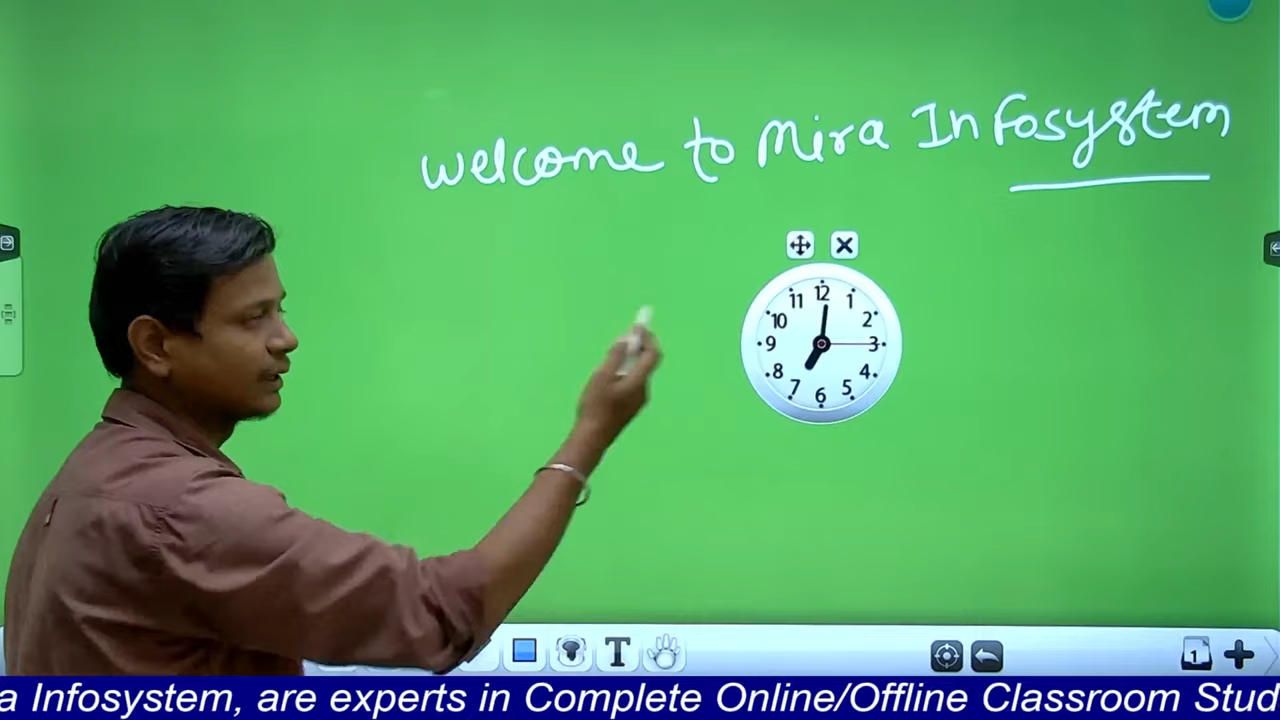 Welcome to Mira Infosystem
12
11 1
10 2
9 3
8 4
7 5
6
T
1
a Infosystem, are experts in Complete Online/Offline Classroom Stud